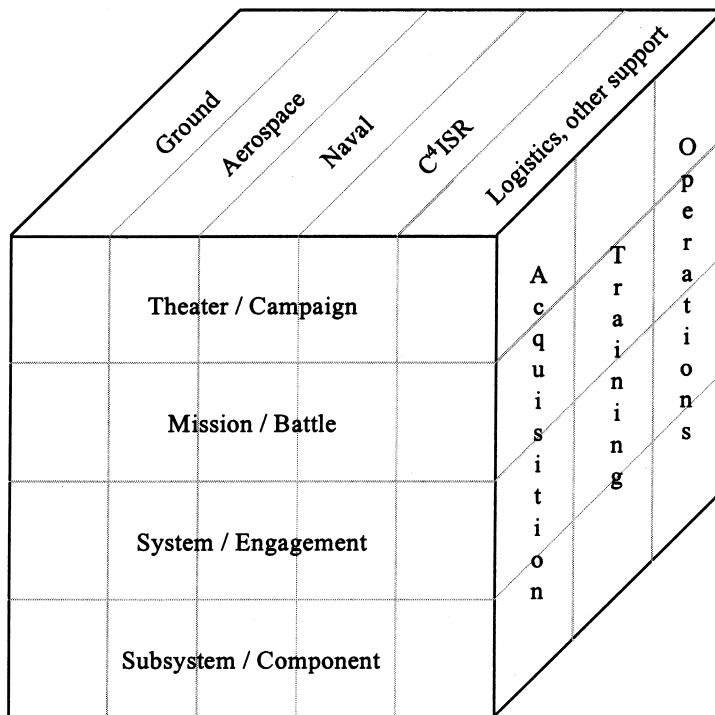 Ground
Aerospace
Naval
C⁴ISR
Logistics, other support
Theater / Campaign
Mission / Battle
System / Engagement
Subsystem / Component
Acquisition
Training
Operations